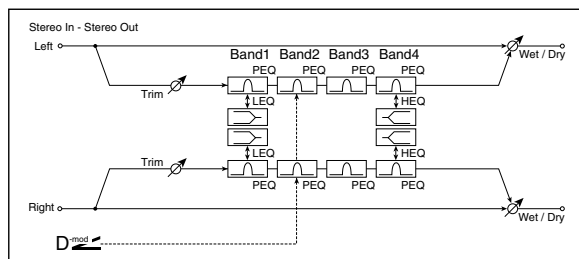 Stereo In - Stereo Out
Band1 Band2 Band3 Band4
Left
PEQ PEQ PEQ PEQ
Wet / Dry
Trim
LEQ HEQ
LEQ HEQ
Trim
PEQ PEQ PEQ PEQ
Right
Wet / Dry
D-mod